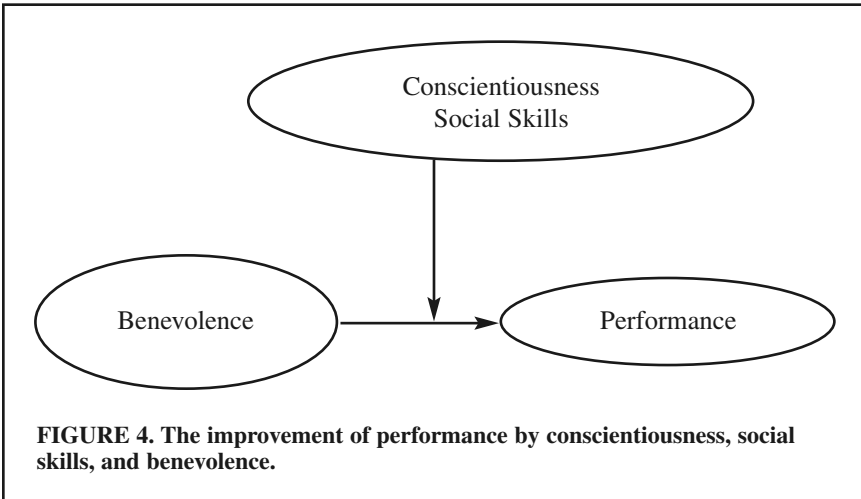 Conscientiousness
Social Skills
Benevolence
Performance
FIGURE 4. The improvement of performance by conscientiousness, social
skills, and benevolence.